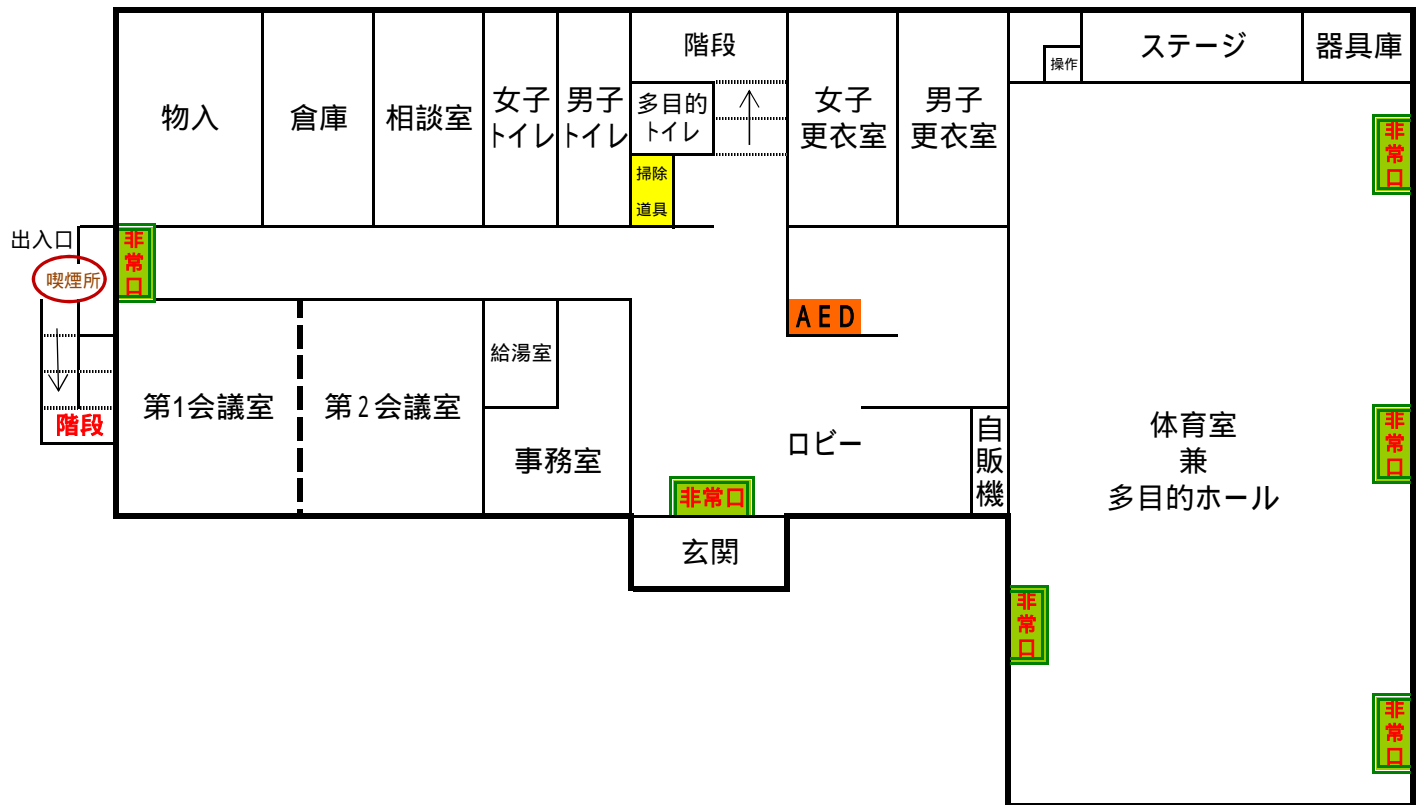 階段
ステージ
器具庫
操作
物入
倉庫
相談室
女子
トイレ
男子
トイレ
多目的
トイレ
女子
更衣室
男子
更衣室
掃除
道具
非
常
口
出入口
喫煙所
非
常
口
AED
給湯室
階段
第1会議室
第2会議室
事務室
ロビー
自
販
機
体育室
兼
多目的ホール
非
常
口
非常口
玄関
非
常
口
非
常
口